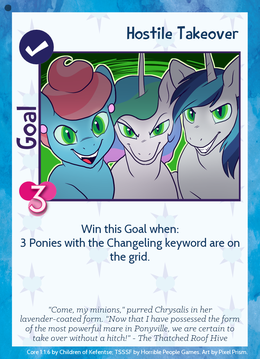 Hostile Takeover
Goal
3
Win this Goal when:
3 Ponies with the Changeling keyword are on
the grid.
"Come, my minions," purred Chrysalis in her
lavender-coated form. "Now that I have possessed the form
of the most powerful mare in Ponyville, we are certain to
take over without a hitch!" - The Thatched Roof Hive
Core 1.1.6 by Children of Kefentse. TSSSF by Horrible People Games. Art by Pixel Prism.